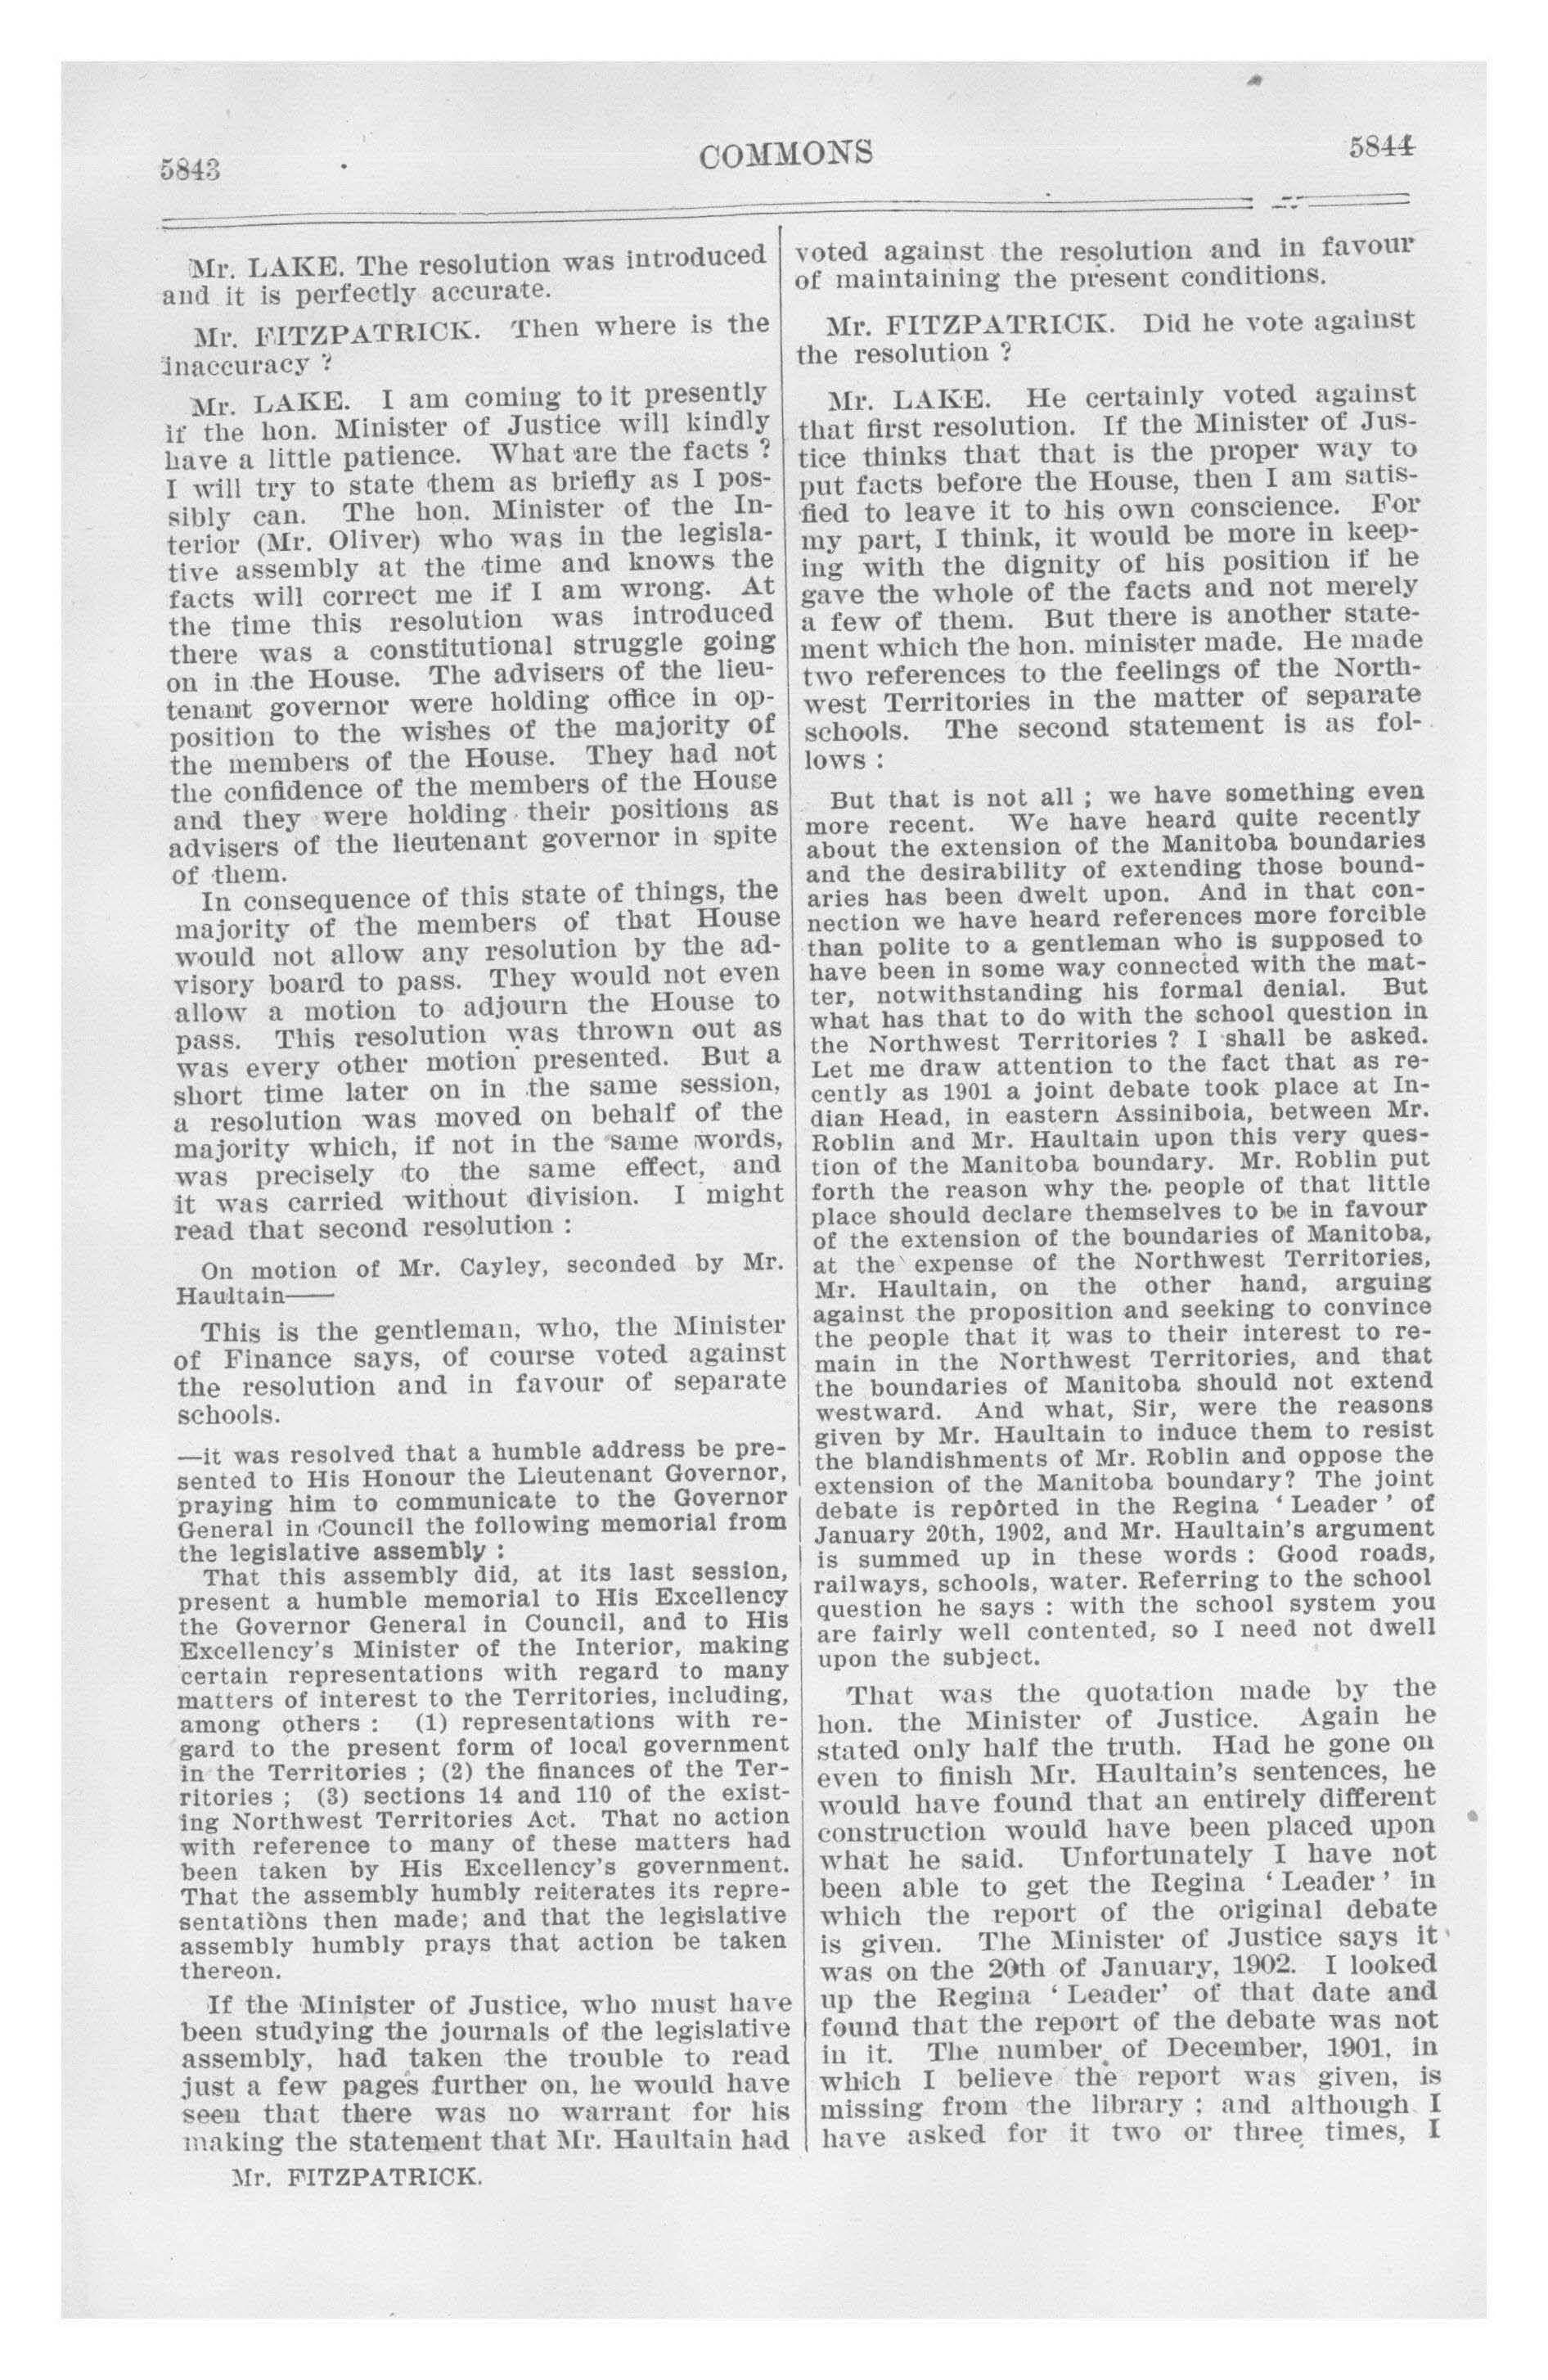 5843
COMMONS
5844
Mr. LAKE. The resolution was introduced
and it is perfectly accurate.
Mr. FITZPATRICK. Then where is the
inaccuracy ?
Mr. LAKE. I am coming to it presently
if the hon. Minister of Justice will kindly
have a little patience. What are the facts ?
I will try to state them as briefly as I pos-
sibly can. The hon. Minister of the In-
terior (Mr. Oliver) who was in the legisla-
tive assembly at the time and knows the
facts will correct me if I am wrong. At
the time this resolution was introduced
there was a constitutional struggle going
on in the House. The advisers of the lieu-
tenant governor were holding office in op-
position to the wishes of the majority of
the members of the House. They had not
the confidence of the members of the House
and they were holding their positions as
advisers of the lieutenant governor in spite
of them.
In consequence of this state of things, the
majority of the members of that House
would not allow any resolution by the ad-
visory board to pass. They would not even
allow a motion to adjourn the House to
pass. This resolution was thrown out as
was every other motion presented. But a
short time later on in the same session,
a resolution was moved on behalf of the
majority which, if not in the same words,
was precisely to the same effect, and
it was carried without division. I might
read that second resolution :
On motion of Mr. Cayley, seconded by Mr.
Haultain——
This is the gentleman, who, the Minister
of Finance says, of course voted against
the resolution and in favour of separate
schools.
—it was resolved that a humble address be pre-
sented to His Honour the Lieutenant Governor,
praying him to communicate to the Governor
General in Council the following memorial from
the legislative assembly :
That this assembly did, at its last session,
present a humble memorial to His Excellency
the Governor General in Council, and to His
Excellency's Minister of the Interior, making
certain representations with regard to many
matters of interest to the Territories, including,
among others : (1) representations with re-
gard to the present form of local government
in the Territories ; (2) the finances of the Ter-
ritories ; (3) sections 14 and 110 of the exist-
ing Northwest Territories Act. That no action
with reference to many of these matters had
been taken by His Excellency's government.
That the assembly humbly reiterates its repre-
sentations then made; and that the legislative
assembly humbly prays that action be taken
thereon.
If the Minister of Justice, who must have
been studying the journals of the legislative
assembly, had taken the trouble to read
just a few pages further on, he would have
seen that there was no warrant for his
making the statement that Mr. Haultain had
Mr. FITZPATRICK.
voted against the resolution and in favour
of maintaining the present conditions.
Mr. FITZPATRICK. Did he vote against
the resolution ?
Mr. LAKE. He certainly voted against
that first resolution. If the Minister of Jus-
tice thinks that that is the proper way to
put facts before the House, then I am satis-
fied to leave it to his own conscience. For
my part, I think, it would be more in keep-
ing with the dignity of his position if he
gave the whole of the facts and not merely
a few of them. But there is another state-
ment which the hon. minister made. He made
two references to the feelings of the North-
west Territories in the matter of separate
schools. The second statement is as fol-
lows :
But that is not all ; we have something even
more recent. We have heard quite recently
about the extension of the Manitoba boundaries
and the desirability of extending those bound-
aries has been dwelt upon. And in that con-
nection we have heard references more forcible
than polite to a gentleman who is supposed to
have been in some way connected with the mat-
ter, notwithstanding his formal denial. But
what has that to do with the school question in
the Northwest Territories ? I shall be asked.
Let me draw attention to the fact that as re-
cently as 1901 a joint debate took place at In-
dian Head, in eastern Assiniboia, between Mr.
Roblin and Mr. Haultain upon this very ques-
tion of the Manitoba boundary. Mr. Roblin put
forth the reason why the people of that little
place should declare themselves to be in favour
of the extension of the boundaries of Manitoba,
at the expense of the Northwest Territories,
Mr. Haultain, on the other hand, arguing
against the proposition and seeking to convince
the people that it was to their interest to re-
main in the Northwest Territories, and that
the boundaries of Manitoba should not extend
westward. And what, Sir, were the reasons
given by Mr. Haultain to induce them to resist
the blandishments of Mr. Roblin and oppose the
extension of the Manitoba boundary? The joint
debate is reported in the Regina ' Leader ' of
January 20th, 1902, and Mr. Haultain's argument
is summed up in these words : Good roads,
railways, schools, water. Referring to the school
question he says : with the school system you
are fairly well contented, so I need not dwell
upon the subject.
That was the quotation made by the
hon. the Minister of Justice. Again he
stated only half the truth. Had he gone on
even to finish Mr. Haultain's sentences, he
would have found that an entirely different
construction would have been placed upon
what he said. Unfortunately I have not
been able to get the Regina ' Leader ' in
which the report of the original debate
is given. The Minister of Justice says it
was on the 20th of January, 1902. I looked
up the Regina ' Leader' of that date and
found that the report of the debate was not
in it. The number of December, 1901, in
which I believe the report was given, is
missing from the library ; and although I
have asked for it two or three times, I